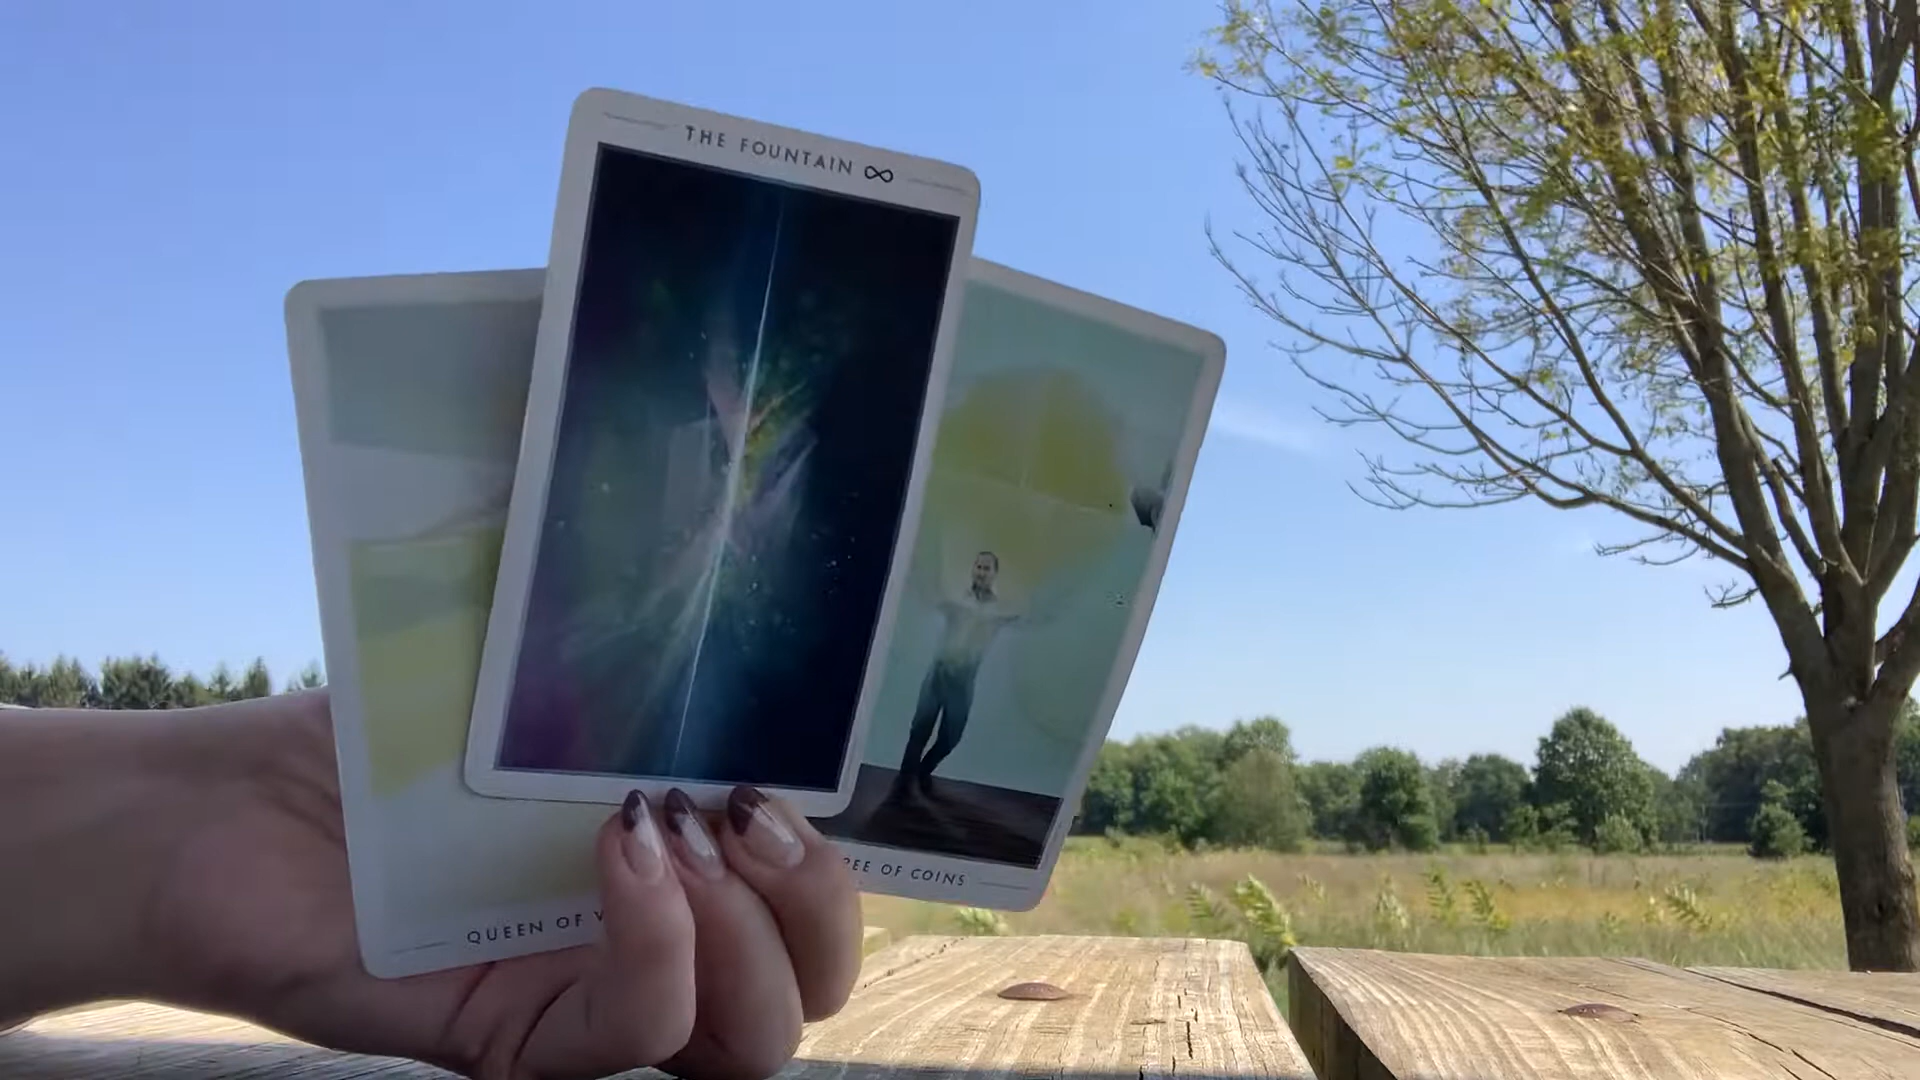 THE FOUNTAIN ∞
QUEEN OF
OF COINS